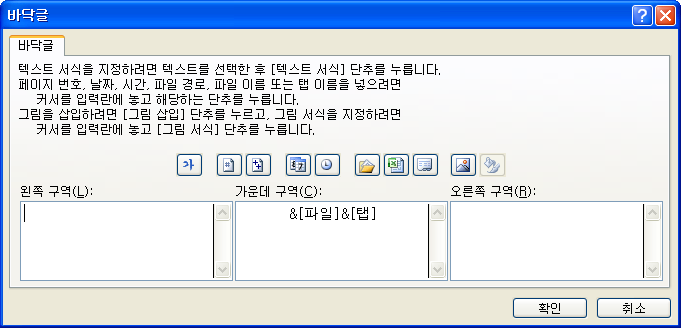 바닥글
바닥글
텍스트 서식을 지정하려면 텍스트를 선택한 후 [텍스트 서식] 단추를 누릅니다.
페이지 번호, 날짜, 시간, 파일 경로, 파일 이름 또는 탭 이름을 넣으려면
커서를 입력란에 놓고 해당하는 단추를 누릅니다.
그림을 삽입하려면 [그림 삽입] 단추를 누르고, 그림 서식을 지정하려면
커서를 입력란에 놓고 [그림 서식] 단추를 누릅니다.
가
왼쪽 구역(L): 가운데 구역(C): 오른쪽 구역(R):
&[파일]&[탭]
확인 취소